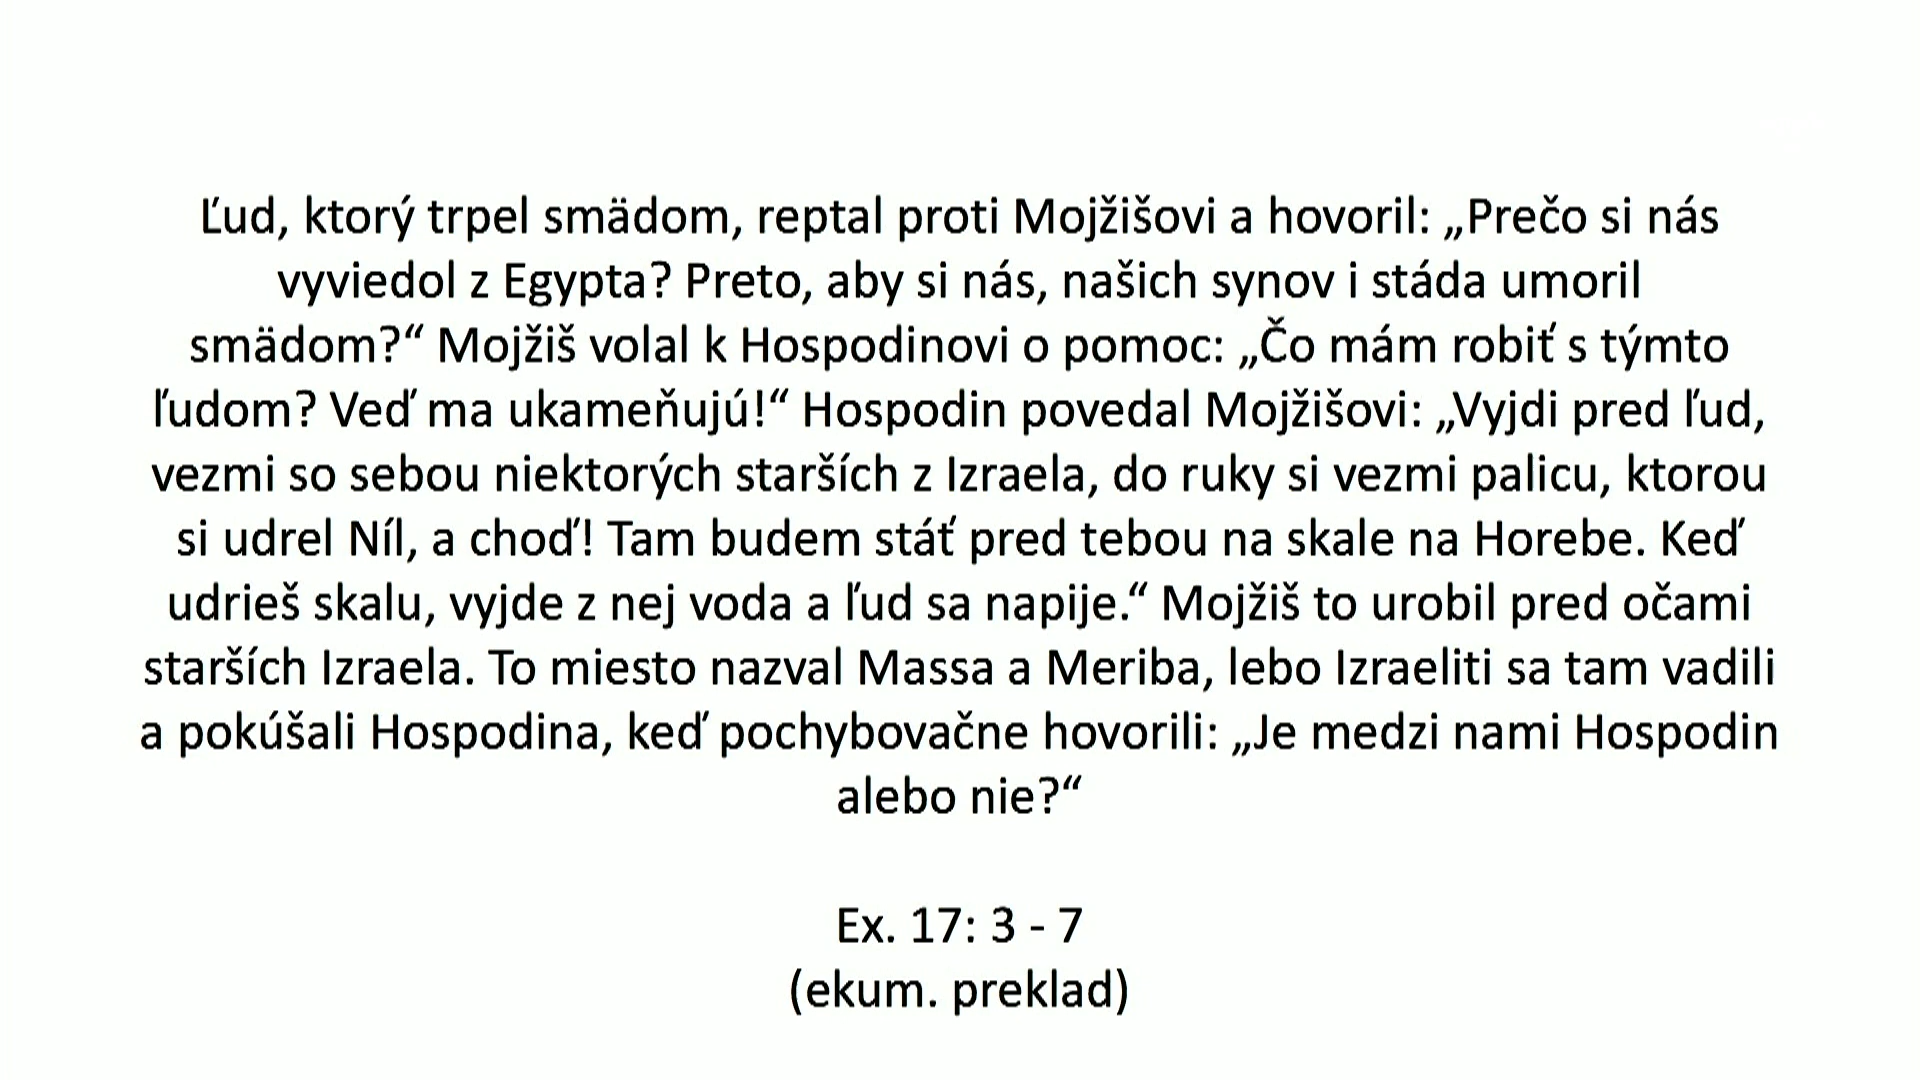 Ľud, ktorý trpel smädom, reptal proti Mojžišovi a hovoril: „Prečo si nás
vyviedol z Egypta? Preto, aby si nás, našich synov i stáda umoril
smädom?“ Mojžiš volal k Hospodinovi o pomoc: „Čo mám robiť s týmto
ľudom? Veď ma ukameňujú!“ Hospodin povedal Mojžišovi: „Vyjdi pred ľud,
vezmi so sebou niektorých starších z Izraela, do ruky si vezmi palicu, ktorou
si udrel Níl, a choď! Tam budem stáť pred tebou na skale na Horebe. Keď
udrieš skalu, vyjde z nej voda a ľud sa napije.“ Mojžiš to urobil pred očami
starších Izraela. To miesto nazval Massa a Meriba, lebo Izraeliti sa tam vadili
a pokúšali Hospodina, keď pochybovačne hovorili: „Je medzi nami Hospodin
alebo nie?“
Ex. 17: 3 - 7
(ekum. preklad)